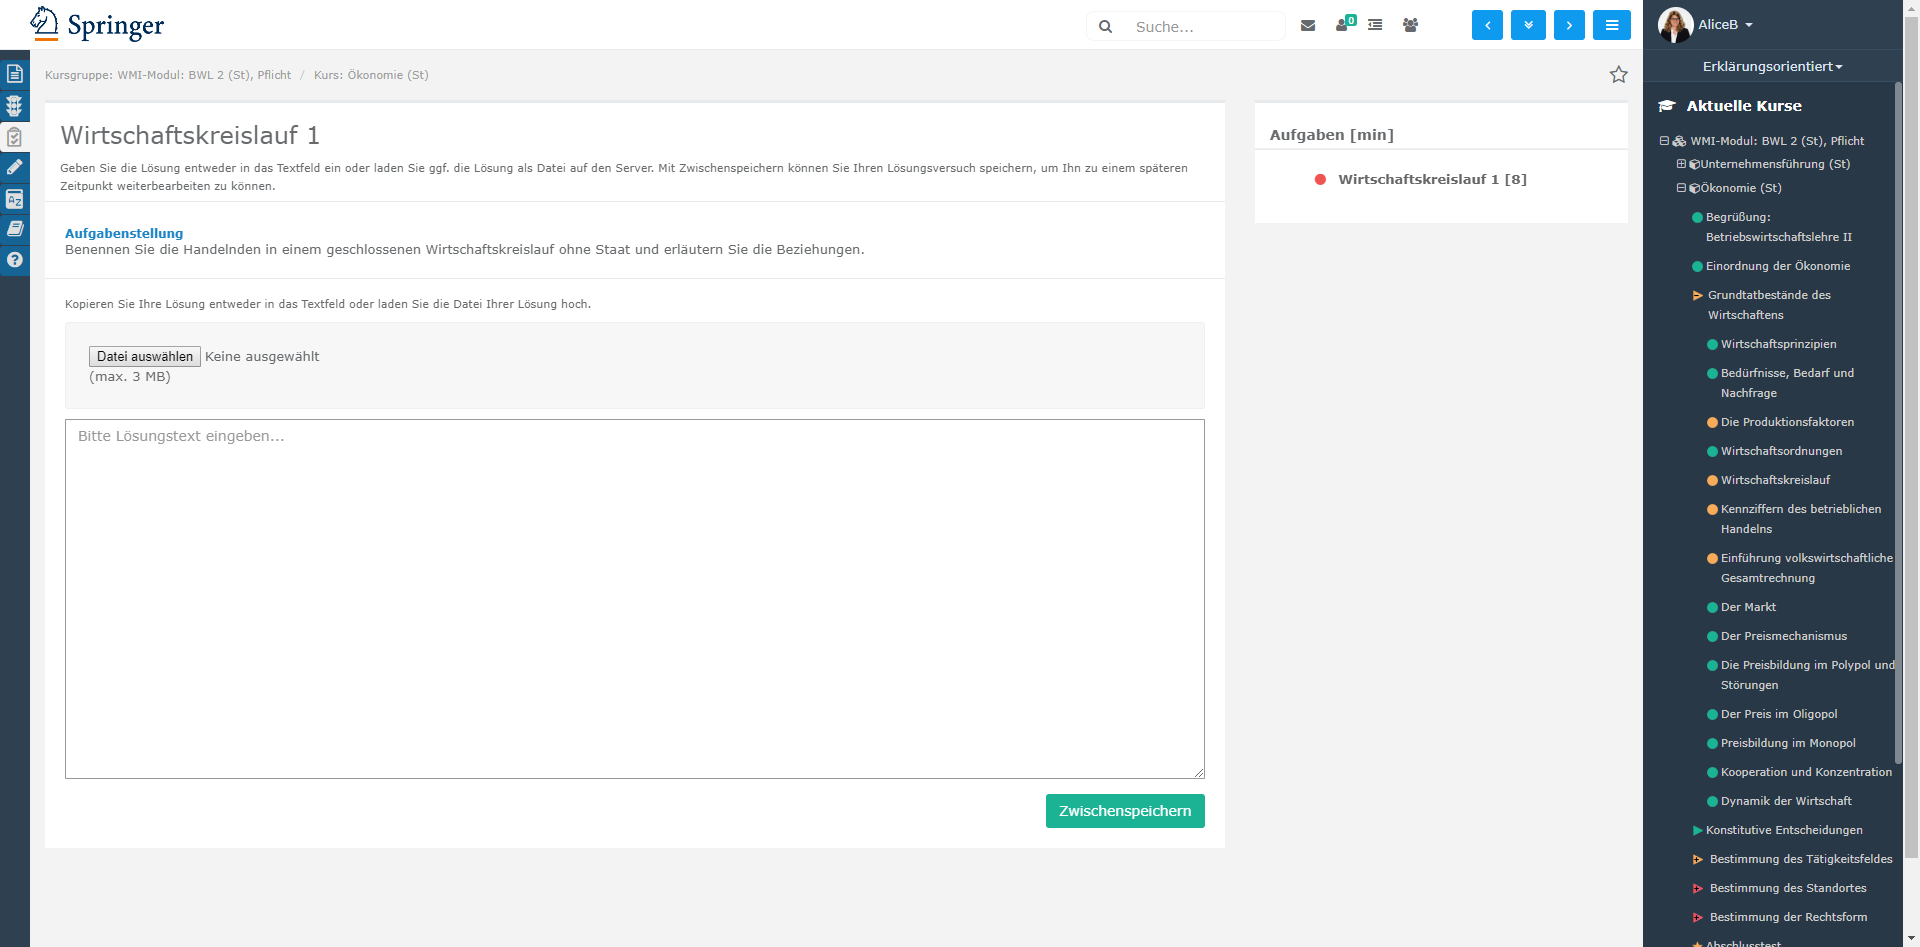 Springer
Suche...
0
AliceB
Erklärungsorientiert
Kursgruppe: WMI-Modul: BWL 2 (St), Pflicht / Kurs: Ökonomie (St)
Wirtschaftskreislauf 1
Geben Sie die Lösung entweder in das Textfeld ein oder laden Sie ggf. die Lösung als Datei auf den Server. Mit Zwischenspeichern können Sie Ihren Lösungsversuch speichern, um Ihn zu einem späteren
Zeitpunkt weiterbearbeiten zu können.
Aufgabenstellung
Benennen Sie die Handelnden in einem geschlossenen Wirtschaftskreislauf ohne Staat und erläutern Sie die Beziehungen.
Kopieren Sie Ihre Lösung entweder in das Textfeld oder laden Sie die Datei Ihrer Lösung hoch.
Datei auswählen Keine ausgewählt
(max. 3 MB)
Bitte Lösungstext eingeben...
Zwischenspeichern
Aufgaben [min]
Wirtschaftskreislauf 1 [8]
Aktuelle Kurse
WMI-Modul: BWL 2 (St), Pflicht
Unternehmensführung (St)
Ökonomie (St)
Begrüßung:
Betriebswirtschaftslehre II
Einordnung der Ökonomie
Grundtatbestände des
Wirtschaftens
Wirtschaftsprinzipien
Bedürfnisse, Bedarf und
Nachfrage
Die Produktionsfaktoren
Wirtschaftsordnungen
Wirtschaftskreislauf
Kennziffern des betrieblichen
Handelns
Einführung volkswirtschaftliche
Gesamtrechnung
Der Markt
Der Preismechanismus
Die Preisbildung im Polypol und
Störungen
Der Preis im Oligopol
Preisbildung im Monopol
Kooperation und Konzentration
Dynamik der Wirtschaft
Konstitutive Entscheidungen
Bestimmung des Tätigkeitsfeldes
Bestimmung des Standortes
Bestimmung der Rechtsform
Abschlusstest